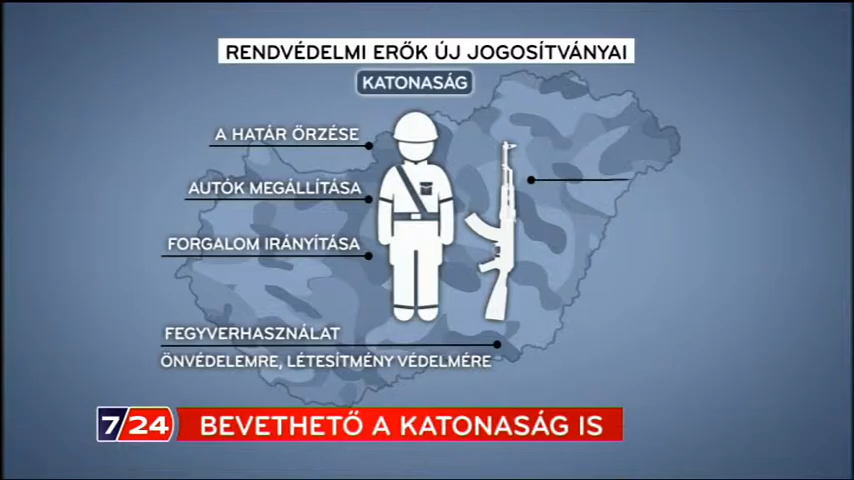 RENDVÉDELMI ERŐK ÚJ JOGOSÍTVÁNYAI
KATONASÁG
A HATÁR ŐRZÉSE
AUTÓK MEGÁLLÍTÁSA
FORGALOM IRÁNYÍTÁSA
FEGYVERHASZNÁLAT
ÖNVÉDELEMRE, LÉTESÍTMÉNY VÉDELMÉRE
7/24 BEVETHETŐ A KATONASÁG IS